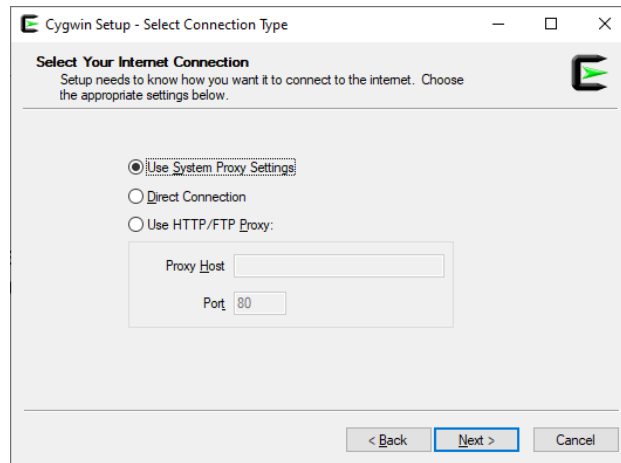 Cygwin Setup - Select Connection Type
Select Your Internet Connection
Setup needs to know how you want it to connect to the internet. Choose
the appropriate settings below.
Use System Proxy Settings
Direct Connection
Use HTTP/FTP Proxy:
Proxy Host
Port 80
< Back Next > Cancel